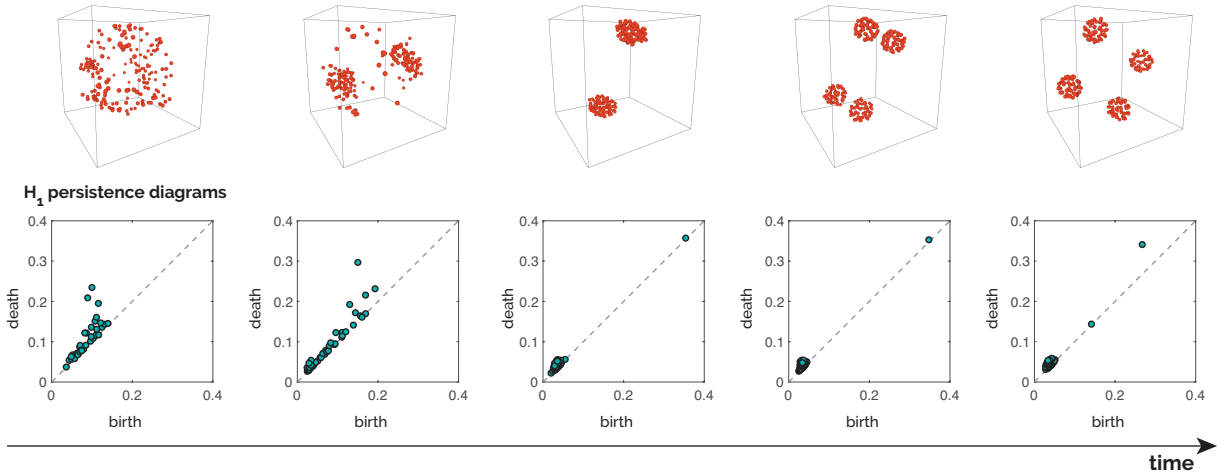 H1 persistence diagrams
0.4 0.4 0.4 0.4 0.4
0.3 0.3 0.3 0.3 0.3
death death death death death
0.2 0.2 0.2 0.2 0.2
0.1 0.1 0.1 0.1 0.1
0 0 0 0 0
0 0.2 0.4 0 0.2 0.4 0 0.2 0.4 0 0.2 0.4 0 0.2 0.4
birth birth birth birth birth
time